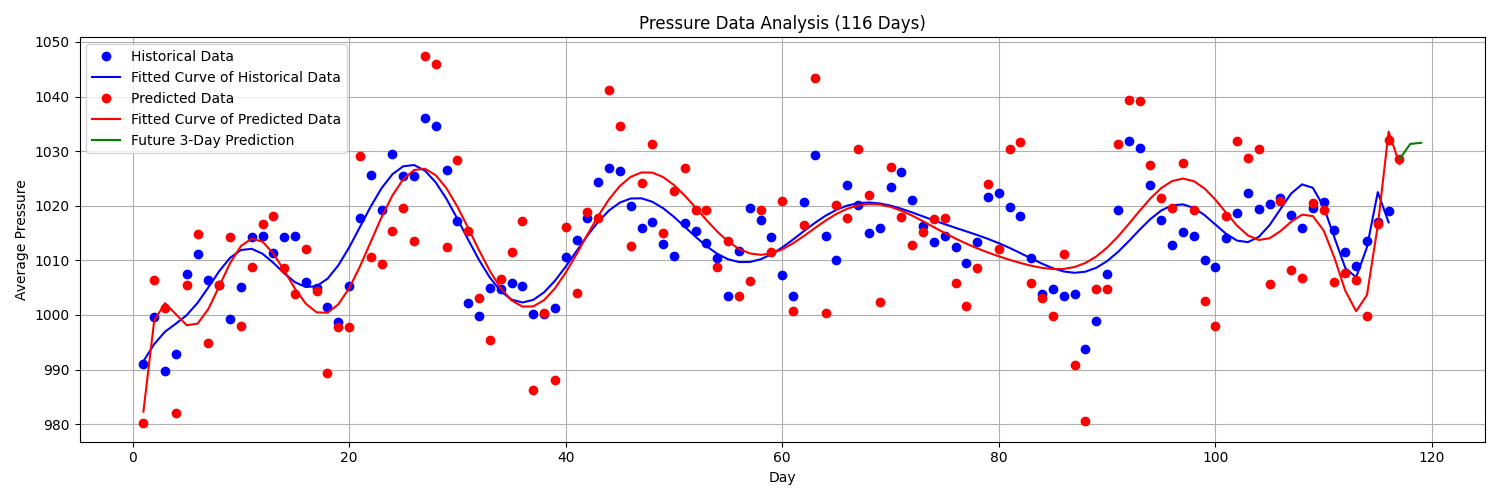 Pressure Data Analysis (116 Days)
Historical Data
Fitted Curve of Historical Data
Predicted Data
Fitted Curve of Predicted Data
Future 3-Day Prediction
Average Pressure
1050
1040
1030
1020
1010
1000
990
980
0 20 40 60 80 100 120
Day